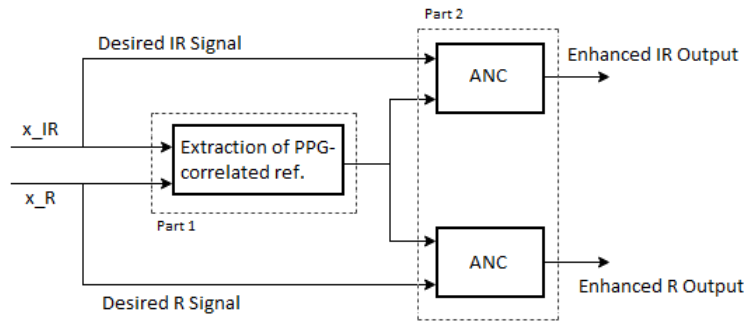 Part 2
Desired IR Signal
ANC
Enhanced IR Output
x_IR
Extraction of PPG-
correlated ref.
x_R
Part 1
ANC
Enhanced R Output
Desired R Signal